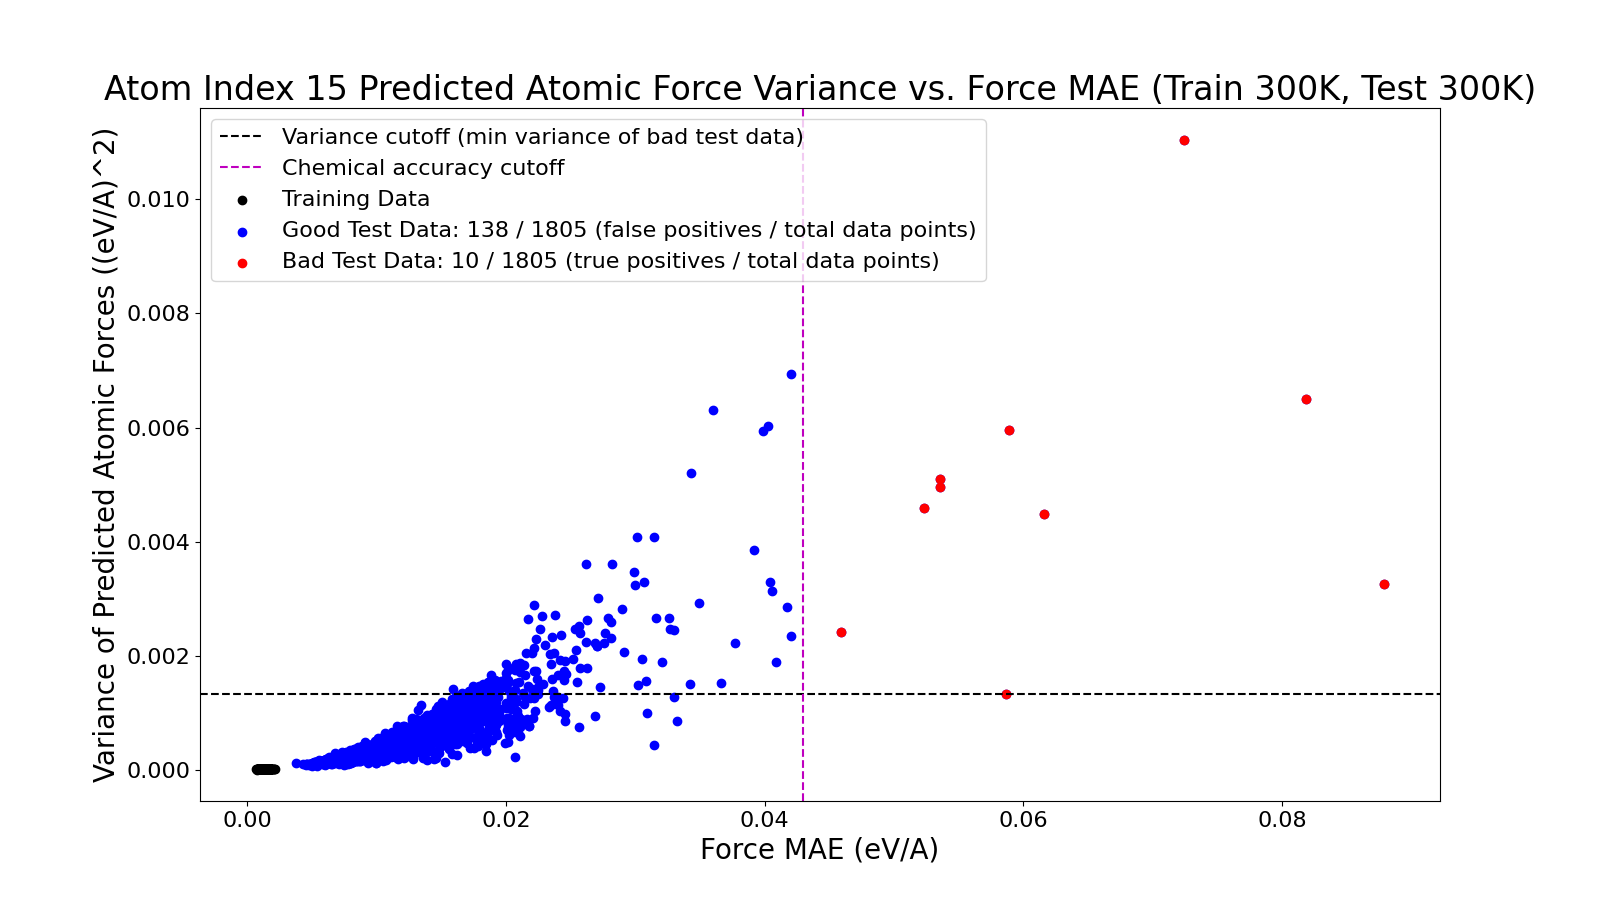 Atom Index 15 Predicted Atomic Force Variance vs. Force MAE (Train 300K, Test 300K)
Variance of Predicted Atomic Forces ((eV/A)^2)
0.010
0.008
0.006
0.004
0.002
0.000
Variance cutoff (min variance of bad test data)
Chemical accuracy cutoff
Training Data
Good Test Data: 138 / 1805 (false positives / total data points)
Bad Test Data: 10 / 1805 (true positives / total data points)
0.00 0.02 0.04 0.06 0.08
Force MAE (eV/A)